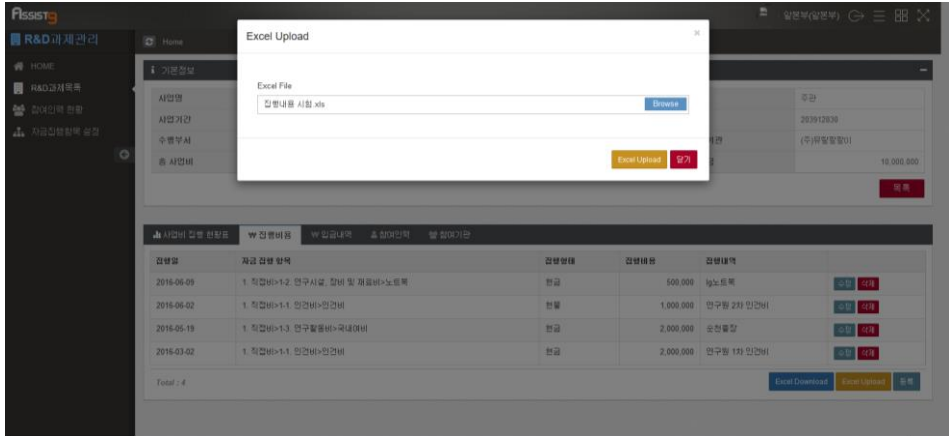 Assistg
알본부(알본부)
R&D과제관리
Home
HOME
R&D과제목록
참여인력 현황
자금집행항목 설정
Excel Upload
×
Excel File
집행내용 시험.xls
Browse
Excel Upload 닫기
기본정보
사업명 주관
사업기간 203912030
수행부서
총 사업비 10,000,000
목록
사업비 집행 현황표 집행비용 입금내역 참여인력 참여기관
집행일 자금 집행 항목 집행형태 집행비용 집행내역
2016-06-09 1. 직접비>1-2. 연구시설, 장비 및 재료비>노트북 현금 500,000 lg노트북 수정 삭제
2016-06-02 1. 직접비>1-1. 인건비>인건비 현물 1,000,000 연구원 2차 인건비 수정 삭제
2016-05-19 1. 직접비>1-3. 연구활동비>국내여비 현금 2,000,000 순천출장 수정 삭제
2016-03-02 1. 직접비>1-1. 인건비>인건비 현금 2,000,000 연구원 1차 인건비 수정 삭제
Total : 4
Excel Download Excel Upload 등록